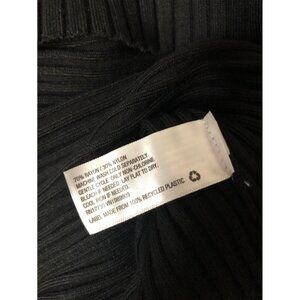 70% RAYON / 30% NYLON
MACHINE WASH COLD SEPARATELY
GENTLE CYCLE. ONLY NON-CHLORINE
BLEACH IF NEEDED. LAY FLAT TO DRY.
COOL IRON IF NEEDED.
LABEL MADE FROM 100% RECYCLED PLASTIC